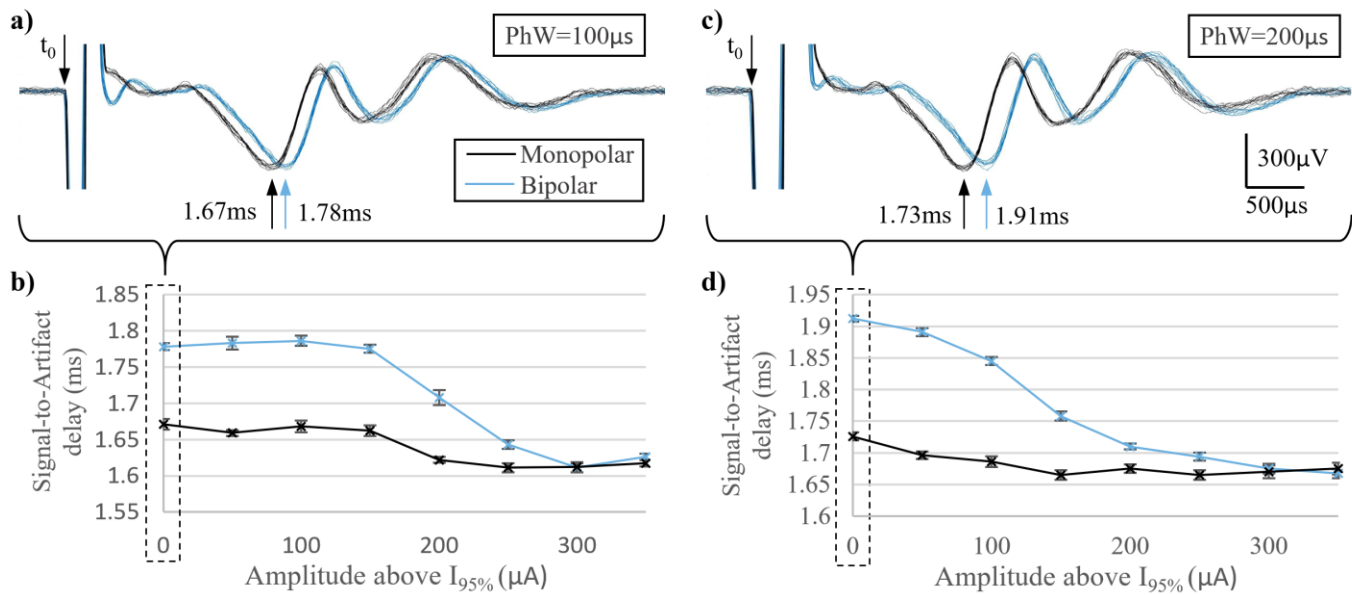 a)
t0
PhW=100µs
Monopolar
Bipolar
1.67ms
1.78ms
c)
t0
PhW=200µs
300µV
500µs
1.73ms
1.91ms
b)
Signal-to-Artifact
delay (ms)
1.85
1.8
1.75
1.7
1.65
1.6
1.55
0
100
200
300
Amplitude above I95% (µA)
d)
Signal-to-Artifact
delay (ms)
1.95
1.9
1.85
1.8
1.75
1.7
1.65
1.6
0
100
200
300
Amplitude above I95% (µA)